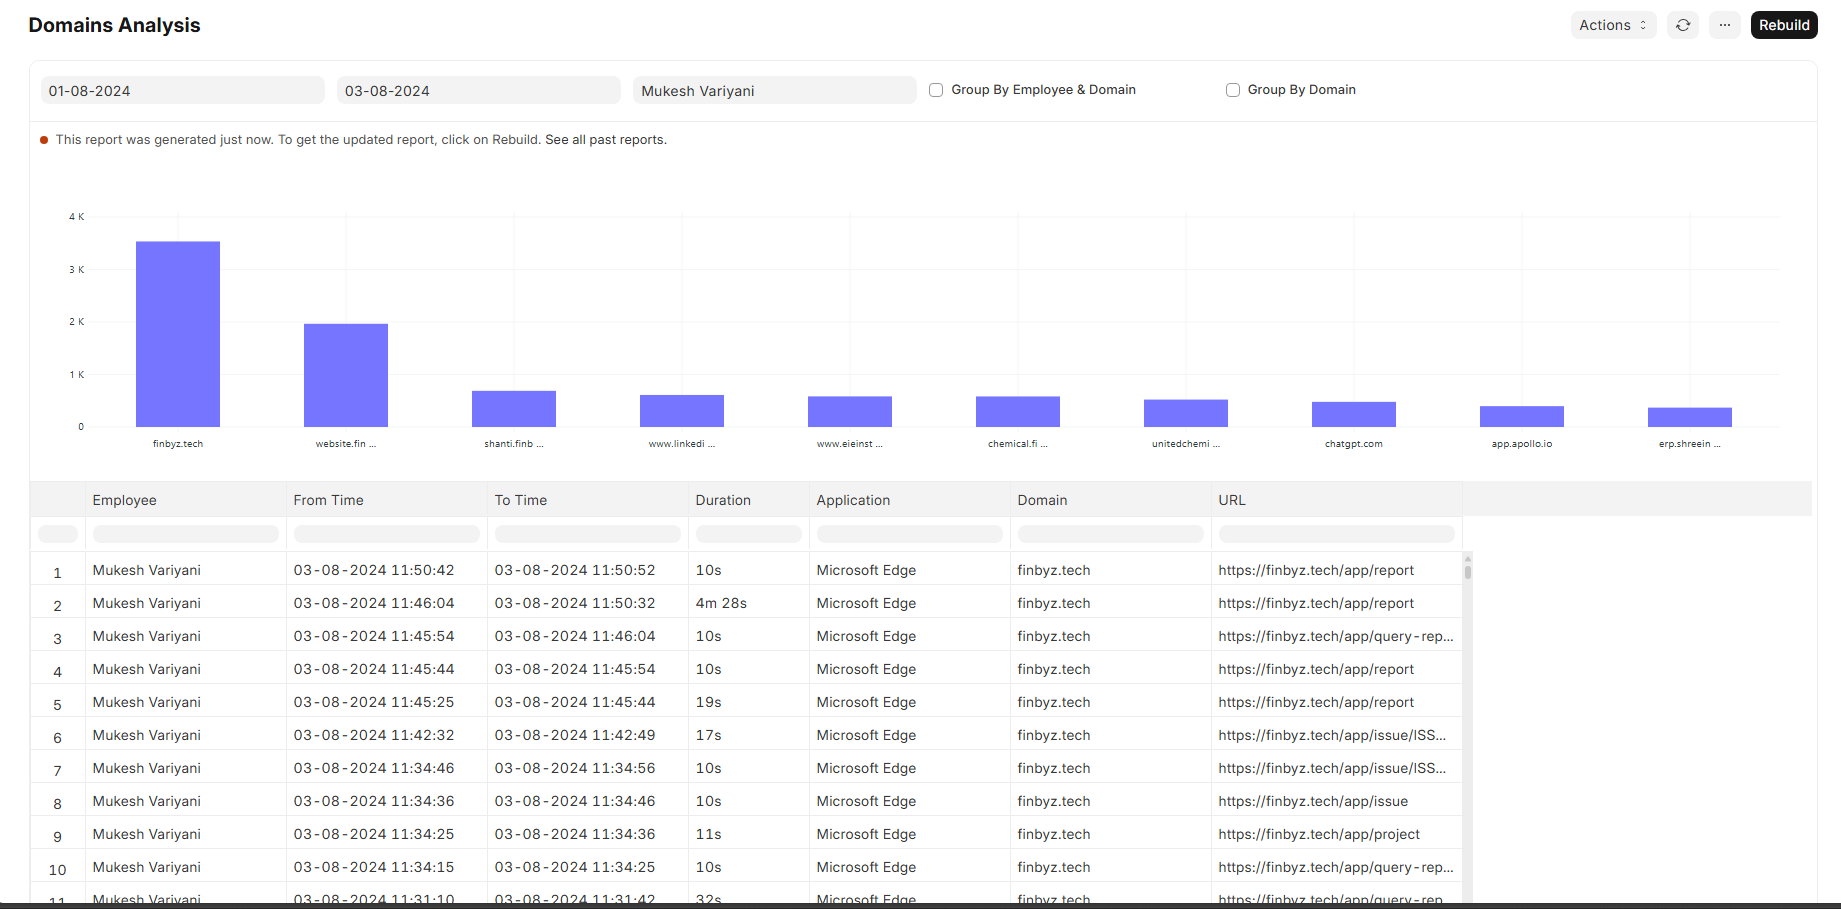 Domains Analysis
Actions
Rebuild
01-08-2024
03-08-2024
Mukesh Variyani
Group By Employee & Domain
Group By Domain
This report was generated just now. To get the updated report, click on Rebuild. See all past reports.
4 K
3 K
2 K
1 K
0
finbyz.tech
website.fin ...
shanti.finb ...
www.linkedi ...
www.eieinst ...
chemical.fi ...
unitedchemi ...
chatgpt.com
app.apollo.io
erp.shreein ...
Employee From Time To Time Duration Application Domain URL
1 Mukesh Variyani 03-08-2024 11:50:42 03-08-2024 11:50:52 10s Microsoft Edge finbyz.tech https://finbyz.tech/app/report
2 Mukesh Variyani 03-08-2024 11:46:04 03-08-2024 11:50:32 4m 28s Microsoft Edge finbyz.tech https://finbyz.tech/app/report
3 Mukesh Variyani 03-08-2024 11:45:54 03-08-2024 11:46:04 10s Microsoft Edge finbyz.tech https://finbyz.tech/app/query-rep...
4 Mukesh Variyani 03-08-2024 11:45:44 03-08-2024 11:45:54 10s Microsoft Edge finbyz.tech https://finbyz.tech/app/report
5 Mukesh Variyani 03-08-2024 11:45:25 03-08-2024 11:45:44 19s Microsoft Edge finbyz.tech https://finbyz.tech/app/report
6 Mukesh Variyani 03-08-2024 11:42:32 03-08-2024 11:42:49 17s Microsoft Edge finbyz.tech https://finbyz.tech/app/issue/ISS...
7 Mukesh Variyani 03-08-2024 11:34:46 03-08-2024 11:34:56 10s Microsoft Edge finbyz.tech https://finbyz.tech/app/issue/ISS...
8 Mukesh Variyani 03-08-2024 11:34:36 03-08-2024 11:34:46 10s Microsoft Edge finbyz.tech https://finbyz.tech/app/issue
9 Mukesh Variyani 03-08-2024 11:34:25 03-08-2024 11:34:36 11s Microsoft Edge finbyz.tech https://finbyz.tech/app/project
10 Mukesh Variyani 03-08-2024 11:34:15 03-08-2024 11:34:25 10s Microsoft Edge finbyz.tech https://finbyz.tech/app/query-rep...
11 Mukesh Variyani 03-08-2024 11:31:10 03-08-2024 11:31:42 32s Microsoft Edge finbyz.tech https://finbyz.tech/app/query-rep...